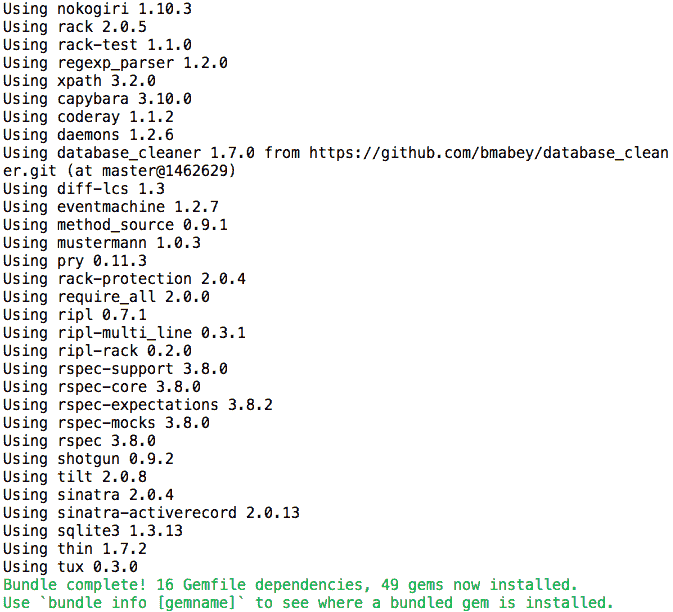 Using nokogiri 1.10.3
Using rack 2.0.5
Using rack-test 1.1.0
Using regexp_parser 1.2.0
Using xpath 3.2.0
Using capybara 3.10.0
Using coderay 1.1.2
Using daemons 1.2.6
Using database_cleaner 1.7.0 from https://github.com/bmabey/database_clean
er.git (at master@1462629)
Using diff-lcs 1.3
Using eventmachine 1.2.7
Using method_source 0.9.1
Using mustermann 1.0.3
Using pry 0.11.3
Using rack-protection 2.0.4
Using require_all 2.0.0
Using ripl 0.7.1
Using ripl-multi_line 0.3.1
Using ripl-rack 0.2.0
Using rspec-support 3.8.0
Using rspec-core 3.8.0
Using rspec-expectations 3.8.2
Using rspec-mocks 3.8.0
Using rspec 3.8.0
Using shotgun 0.9.2
Using tilt 2.0.8
Using sinatra 2.0.4
Using sinatra-activerecord 2.0.13
Using sqlite3 1.3.13
Using thin 1.7.2
Using tux 0.3.0
Bundle complete! 16 Gemfile dependencies, 49 gems now installed.
Use `bundle info [gemname]` to see where a bundled gem is installed.